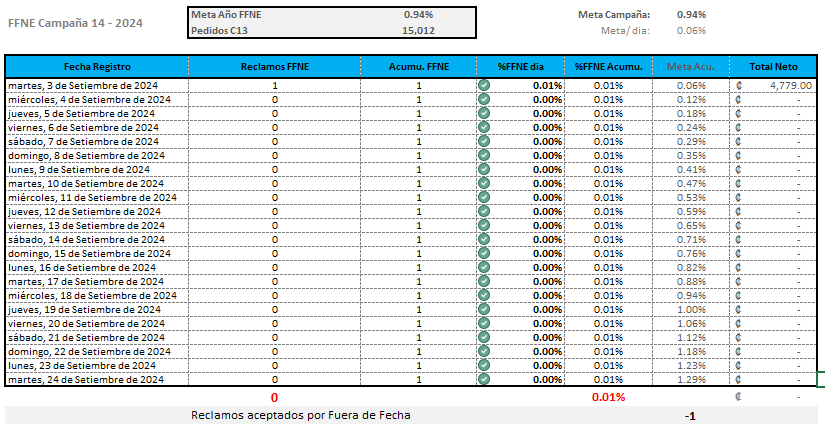 FFNE Campaña 14 - 2024
Meta Año FFNE 0.94%
Pedidos C13 15,012
Meta Campaña: 0.94%
Meta/ dia: 0.06%
Fecha Registro Reclamos FFNE Acumu. FFNE %FFNE dia %FFNE Acumu. Meta Acu. Total Neto
martes, 3 de Setiembre de 2024 1 1 0.01% 0.01% 0.06% ₡ 4,779.00
miércoles, 4 de Setiembre de 2024 0 1 0.00% 0.01% 0.12% ₡ -
jueves, 5 de Setiembre de 2024 0 1 0.00% 0.01% 0.18% ₡ -
viernes, 6 de Setiembre de 2024 0 1 0.00% 0.01% 0.24% ₡ -
sábado, 7 de Setiembre de 2024 0 1 0.00% 0.01% 0.29% ₡ -
domingo, 8 de Setiembre de 2024 0 1 0.00% 0.01% 0.35% ₡ -
lunes, 9 de Setiembre de 2024 0 1 0.00% 0.01% 0.41% ₡ -
martes, 10 de Setiembre de 2024 0 1 0.00% 0.01% 0.47% ₡ -
miércoles, 11 de Setiembre de 2024 0 1 0.00% 0.01% 0.53% ₡ -
jueves, 12 de Setiembre de 2024 0 1 0.00% 0.01% 0.59% ₡ -
viernes, 13 de Setiembre de 2024 0 1 0.00% 0.01% 0.65% ₡ -
sábado, 14 de Setiembre de 2024 0 1 0.00% 0.01% 0.71% ₡ -
domingo, 15 de Setiembre de 2024 0 1 0.00% 0.01% 0.76% ₡ -
lunes, 16 de Setiembre de 2024 0 1 0.00% 0.01% 0.82% ₡ -
martes, 17 de Setiembre de 2024 0 1 0.00% 0.01% 0.88% ₡ -
miércoles, 18 de Setiembre de 2024 0 1 0.00% 0.01% 0.94% ₡ -
jueves, 19 de Setiembre de 2024 0 1 0.00% 0.01% 1.00% ₡ -
viernes, 20 de Setiembre de 2024 0 1 0.00% 0.01% 1.06% ₡ -
sábado, 21 de Setiembre de 2024 0 1 0.00% 0.01% 1.12% ₡ -
domingo, 22 de Setiembre de 2024 0 1 0.00% 0.01% 1.18% ₡ -
lunes, 23 de Setiembre de 2024 0 1 0.00% 0.01% 1.23% ₡ -
martes, 24 de Setiembre de 2024 0 1 0.00% 0.01% 1.29% ₡ -
0 0.01% ₡ -
Reclamos aceptados por Fuera de Fecha -1